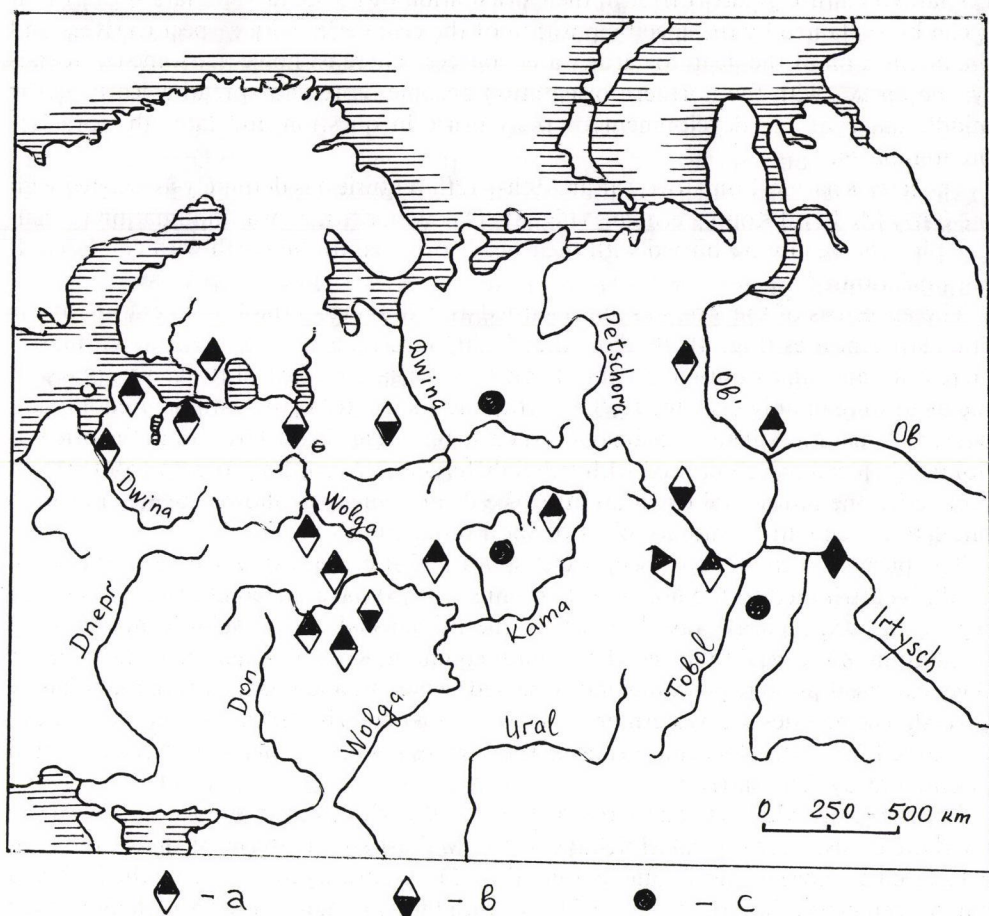 Dwina
Petschora
Ob'
Ob
Dwina
Wolga
Dnepr
Don
Wolga
Kama
Ural
Tobol
Irtysch
0 250 500 км
a
- в
- c